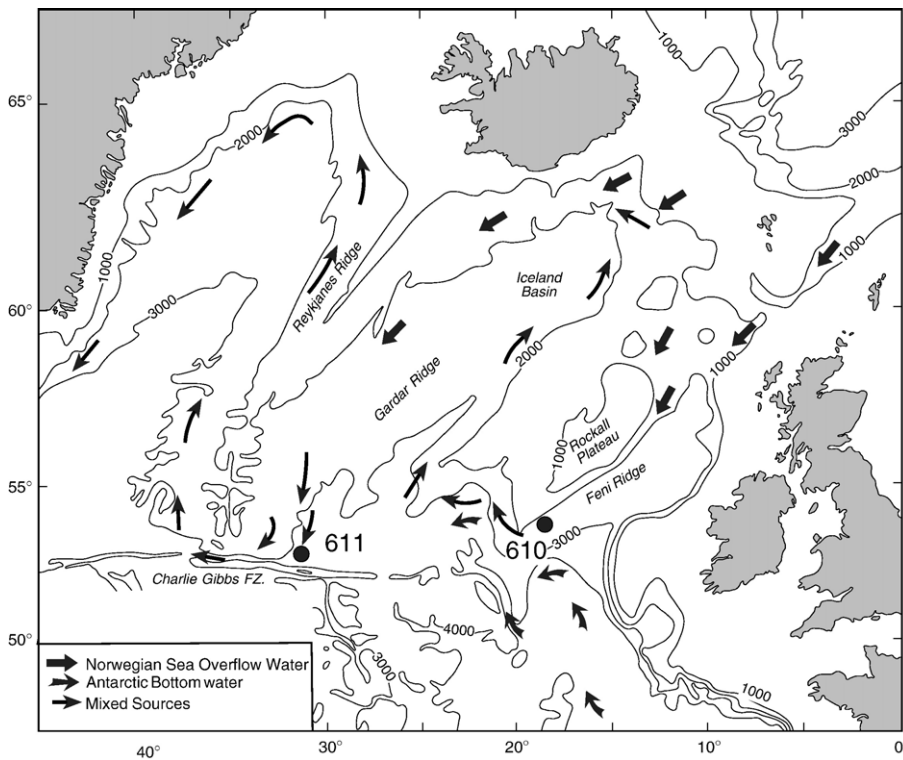 1000
3000
2000
1000
65°
2000
1000
3000
Reykjanes Ridge
Iceland
Basin
60°
2000
1000
Gardar Ridge
1000
Rockall
Plateau
Feni Ridge
55°
611
610
3000
Charlie Gibbs FZ.
50°
4000
3000
1000
Norwegian Sea Overflow Water
Antarctic Bottom water
Mixed Sources
40°
30°
20°
10°
0